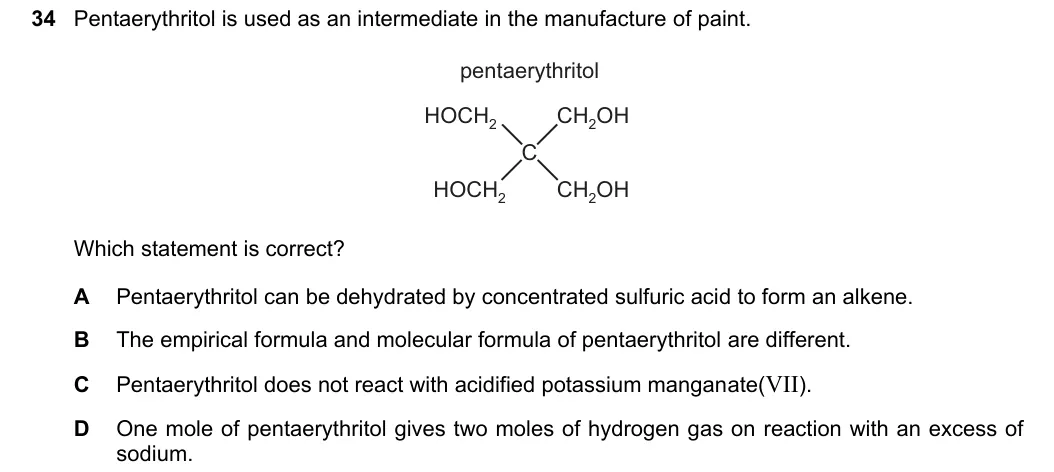 34 Pentaerythritol is used as an intermediate in the manufacture of paint.
pentaerythritol
HOCH₂ CH₂OH
C
HOCH₂ CH₂OH
Which statement is correct?
A Pentaerythritol can be dehydrated by concentrated sulfuric acid to form an alkene.
B The empirical formula and molecular formula of pentaerythritol are different.
C Pentaerythritol does not react with acidified potassium manganate(VII).
D One mole of pentaerythritol gives two moles of hydrogen gas on reaction with an excess of
sodium.